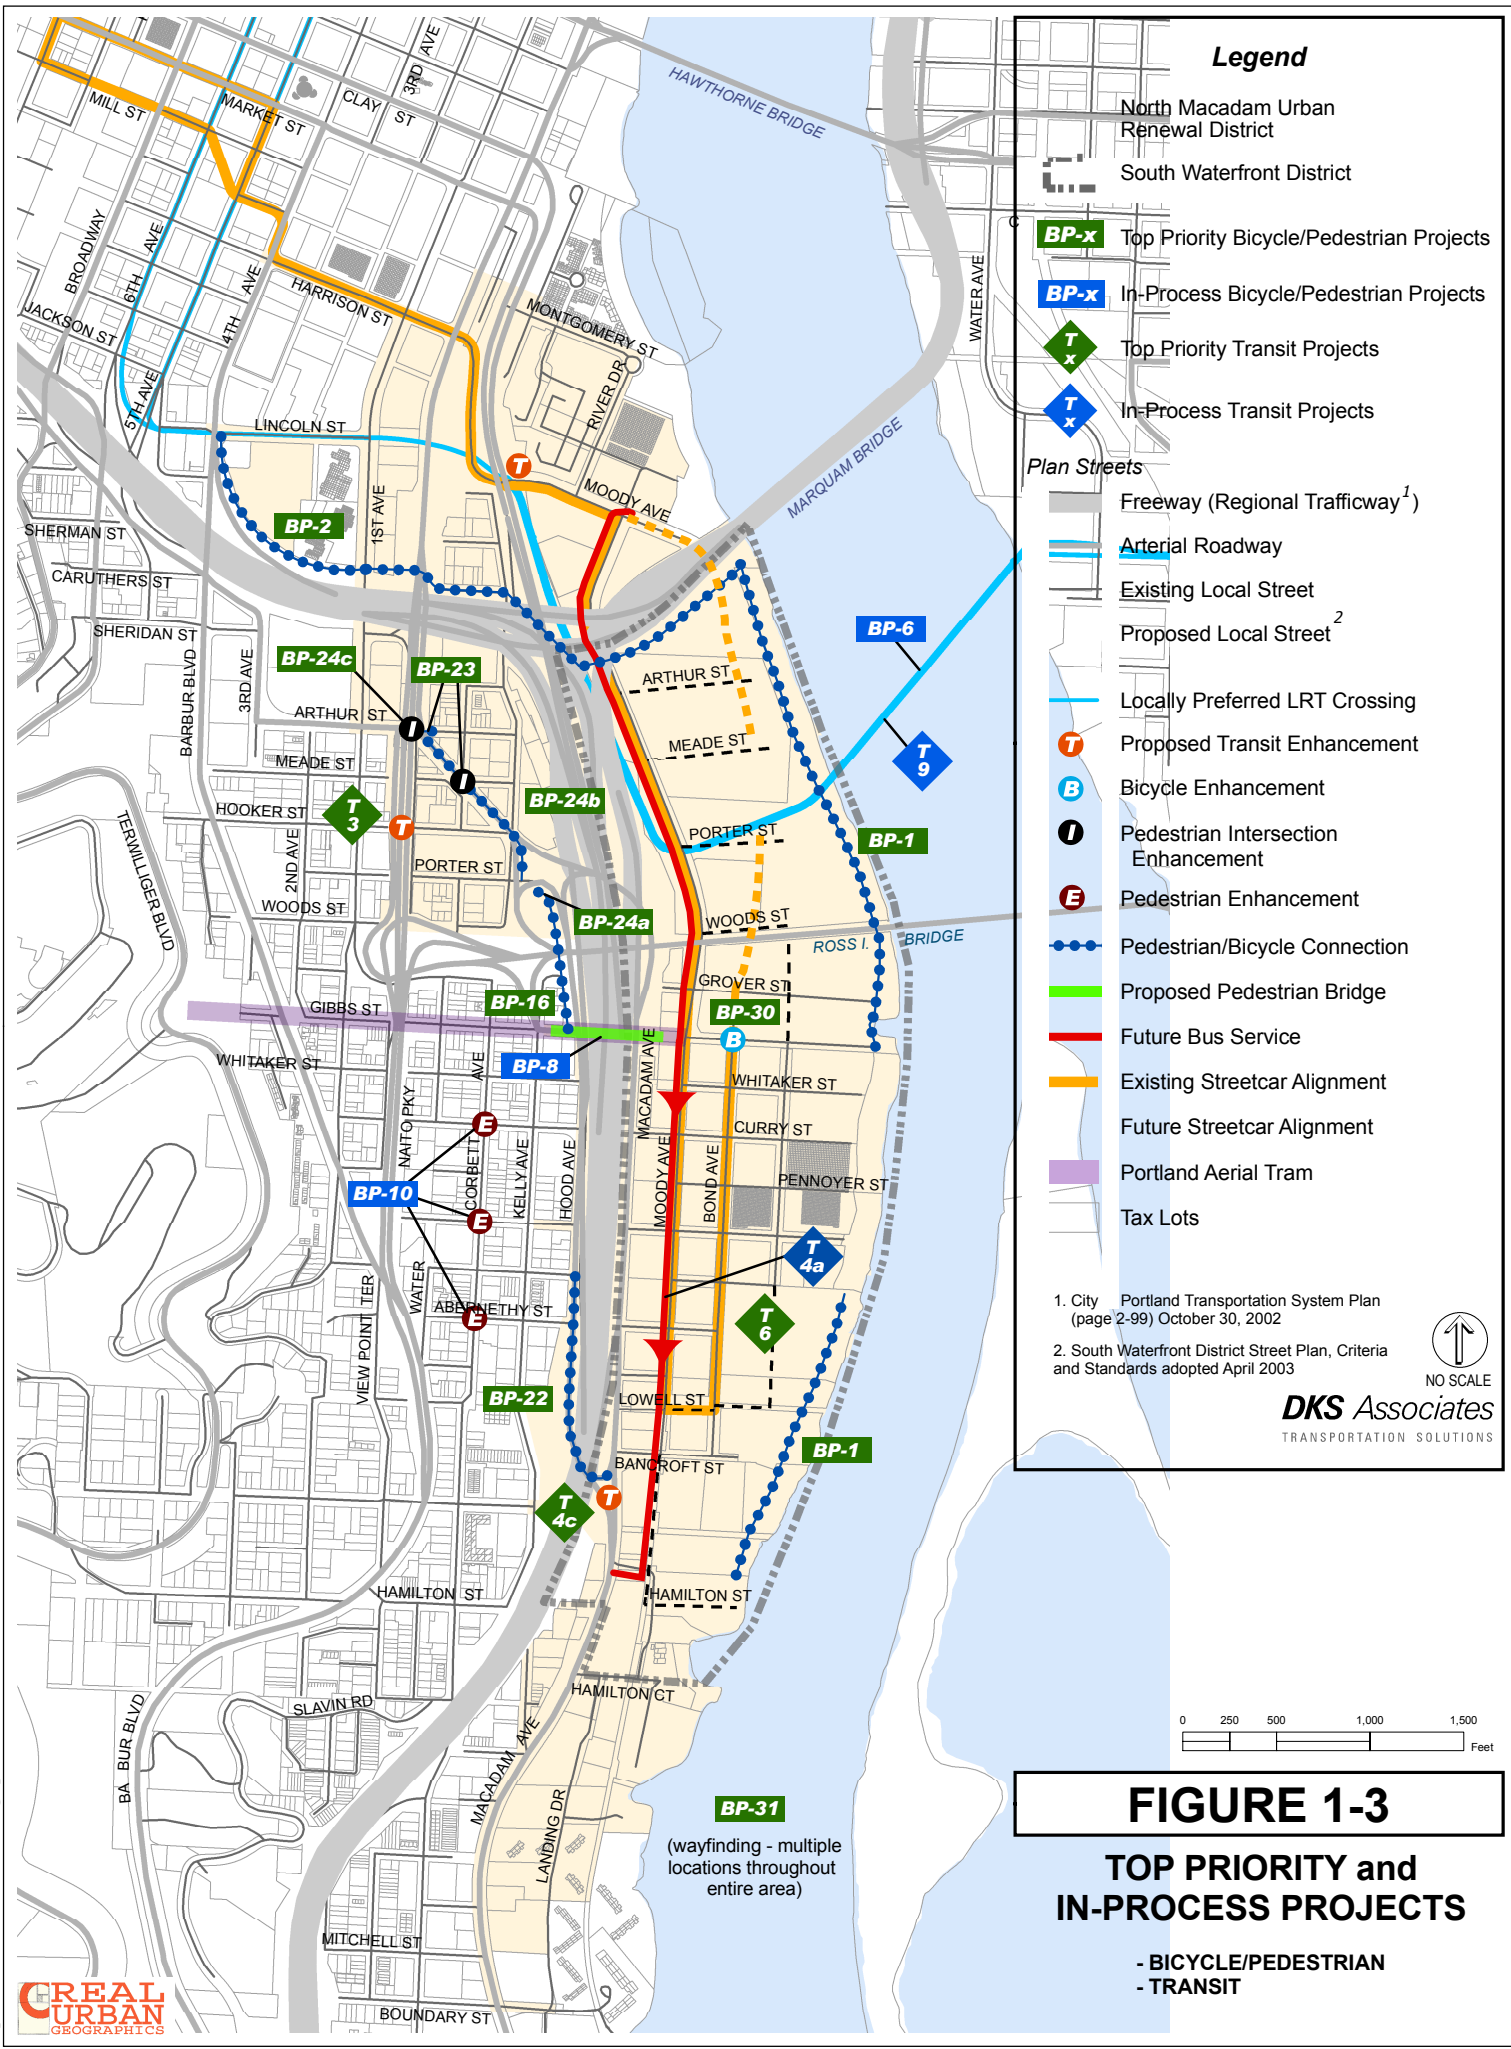 Legend
North Macadam Urban
Renewal District
South Waterfront District
BP-x Top Priority Bicycle/Pedestrian Projects
BP-x In-Process Bicycle/Pedestrian Projects
T x Top Priority Transit Projects
T x In-Process Transit Projects
Plan Streets
Freeway (Regional Trafficway1)
Arterial Roadway
Existing Local Street
Proposed Local Street2
Locally Preferred LRT Crossing
T Proposed Transit Enhancement
B Bicycle Enhancement
I Pedestrian Intersection
Enhancement
E Pedestrian Enhancement
Pedestrian/Bicycle Connection
Proposed Pedestrian Bridge
Future Bus Service
Existing Streetcar Alignment
Future Streetcar Alignment
Portland Aerial Tram
Tax Lots
1. City Portland Transportation System Plan
(page 2-99) October 30, 2002
2. South Waterfront District Street Plan, Criteria
and Standards adopted April 2003
NO SCALE
DKS Associates
TRANSPORTATION SOLUTIONS
0 250 500 1,000 1,500
Feet
FIGURE 1-3
TOP PRIORITY and
IN-PROCESS PROJECTS
- BICYCLE/PEDESTRIAN
- TRANSIT
3RD AVE
HAWTHORNE BRIDGE
MILL ST
MARKET ST
CLAY ST
C
BROADWAY
6TH AVE
4TH AVE
WATER AVE
HARRISON ST
MONTGOMERY ST
JACKSON ST
RIVER DR
5TH AVE
LINCOLN ST
T
MARQUAM BRIDGE
MOODY AVE
1ST AVE
BP-2
SHERMAN ST
CARUTHERS ST
SHERIDAN ST
BP-6
BP-24c
BP-23
BARBUR BLVD
3RD AVE
ARTHUR ST
ARTHUR ST
I
MEADE ST
MEADE ST
T 9
I
BP-24b
HOOKER ST
T 3
T
TERWILLIGER BLVD
PORTER ST
BP-1
2ND AVE
PORTER ST
WOODS ST
WOODS ST
BP-24a
ROSS I. BRIDGE
GROVER ST
BP-16
GIBBS ST
BP-30
B
WHITAKER ST
BP-8
AVE
MACADAM AVE
WHITAKER ST
NAITO PKY
E
CURRY ST
CORBETT
KELLY AVE
HOOD AVE
MOODY AVE
BOND AVE
PENNOYER ST
BP-10
E
T 4a
WATER
VIEW POINT TER
ABERNETHY ST
E
T 6
BP-22
LOWELL ST
BP-1
BANCROFT ST
T
T 4c
HAMILTON ST
HAMILTON ST
HAMILTON CT
SLAVIN RD
BA BUR BLVD
MACADAM AVE
LANDING DR
BP-31
(wayfinding - multiple
locations throughout
entire area)
MITCHELL ST
BOUNDARY ST
CREAL
URBAN
GEOGRAPHICS